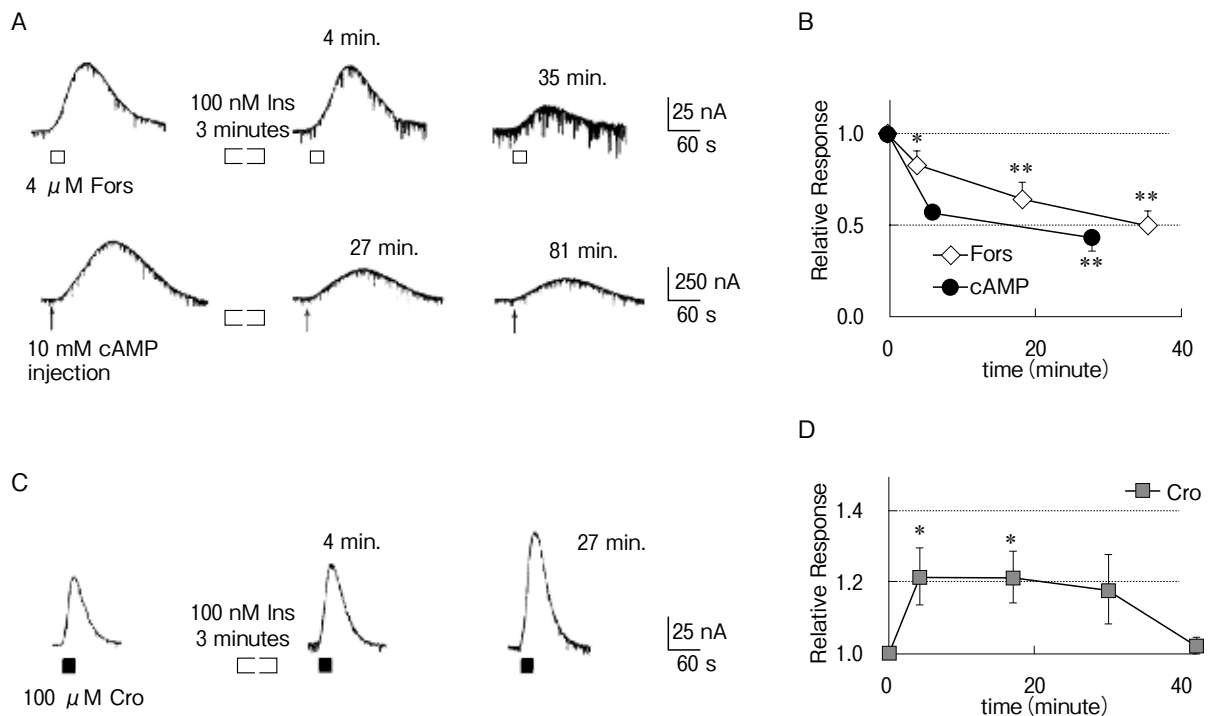 A
4 min.
35 min.
100 nM Ins
3 minutes
25 nA
60 s
4 μM Fors
27 min.
81 min.
250 nA
60 s
10 mM cAMP
injection
B
Relative Response
1.0
0.5
0.0
*
**
**
**
Fors
cAMP
0
20
40
time (minute)
C
4 min.
27 min.
100 nM Ins
3 minutes
25 nA
60 s
100 μM Cro
D
Relative Response
1.4
1.2
1.0
*
*
Cro
0
20
40
time (minute)